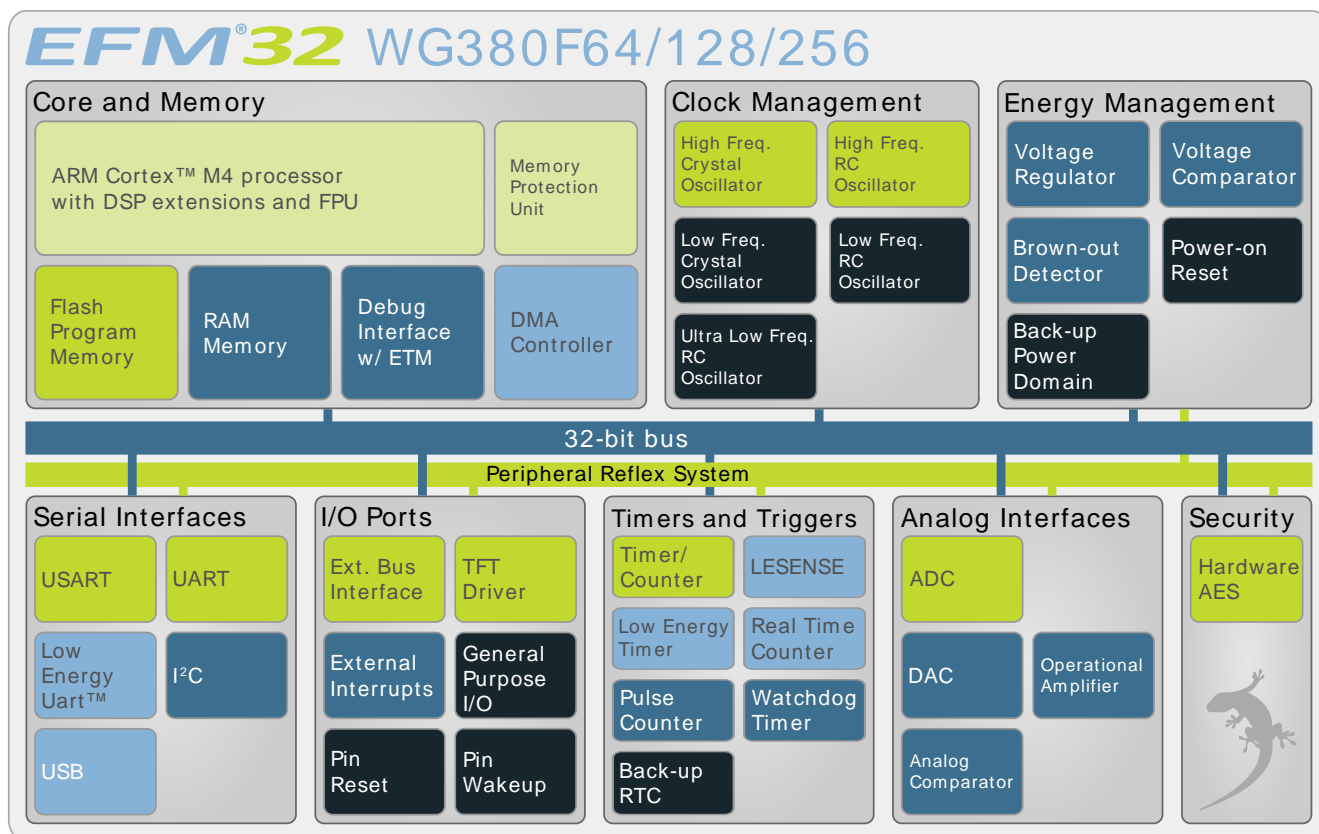 EFM®32 WG380F64/128/256
Core and Memory
ARM Cortex™ M4 processor
with DSP extensions and FPU
Memory
Protection
Unit
Flash
Program
Memory
RAM
Memory
Debug
Interface
w/ ETM
DMA
Controller
Clock Management
High Freq.
Crystal
Oscillator
High Freq.
RC
Oscillator
Low Freq.
Crystal
Oscillator
Low Freq.
RC
Oscillator
Ultra Low Freq.
RC
Oscillator
Energy Management
Voltage
Regulator
Voltage
Comparator
Brown-out
Detector
Power-on
Reset
Back-up
Power
Domain
32-bit bus
Peripheral Reflex System
Serial Interfaces
USART
UART
Low
Energy
Uart™
I²C
USB
I/O Ports
Ext. Bus
Interface
TFT
Driver
External
Interrupts
General
Purpose
I/O
Pin
Reset
Pin
Wakeup
Timers and Triggers
Timer/
Counter
LESENSE
Low Energy
Timer
Real Time
Counter
Pulse
Counter
Watchdog
Timer
Back-up
RTC
Analog Interfaces
ADC
DAC
Operational
Amplifier
Analog
Comparator
Security
Hardware
AES